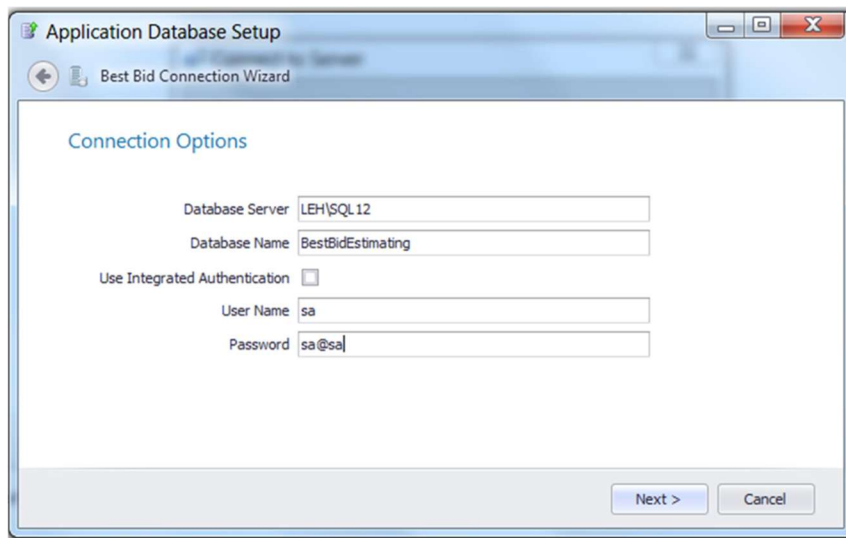 Application Database Setup
Best Bid Connection Wizard
Connection Options
Database Server LEH\SQL12
Database Name BestBidEstimating
Use Integrated Authentication
User Name sa
Password sa@sa
Next > Cancel